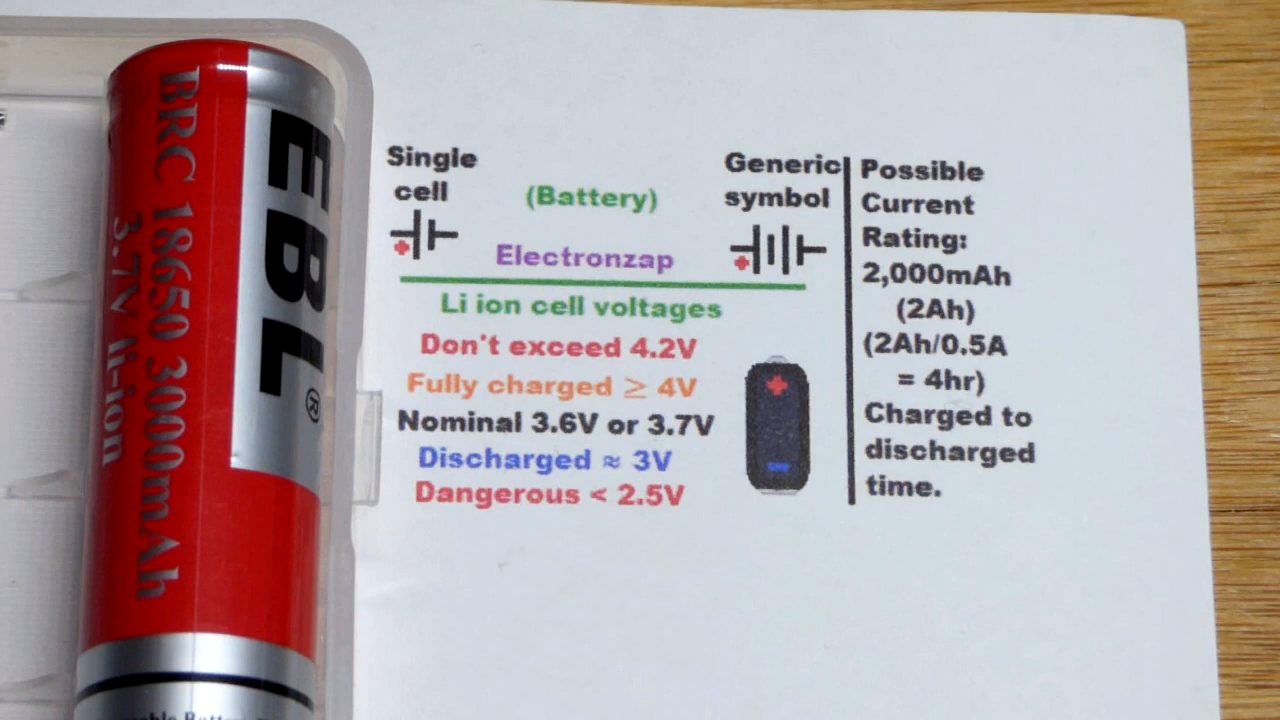 EBL®
BRC 18650 3000mAh
3.7V li-ion
Single
cell
(Battery)
Electronzap
Generic
symbol
Li ion cell voltages
Don't exceed 4.2V
Fully charged ≥ 4V
Nominal 3.6V or 3.7V
Discharged ≈ 3V
Dangerous < 2.5V
Possible
Current
Rating:
2,000mAh
(2Ah)
(2Ah/0.5A
= 4hr)
Charged to
discharged
time.